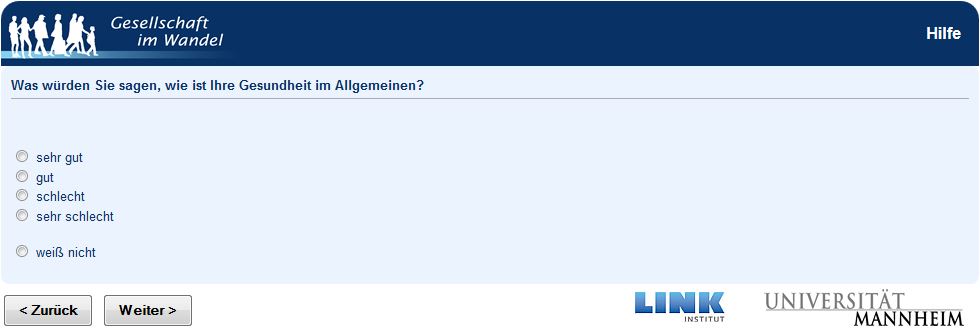 Gesellschaft
im Wandel
Hilfe
Was würden Sie sagen, wie ist Ihre Gesundheit im Allgemeinen?
sehr gut
gut
schlecht
sehr schlecht
weiß nicht
< Zurück
Weiter >
LINK
INSTITUT
UNIVERSITÄT
MANNHEIM